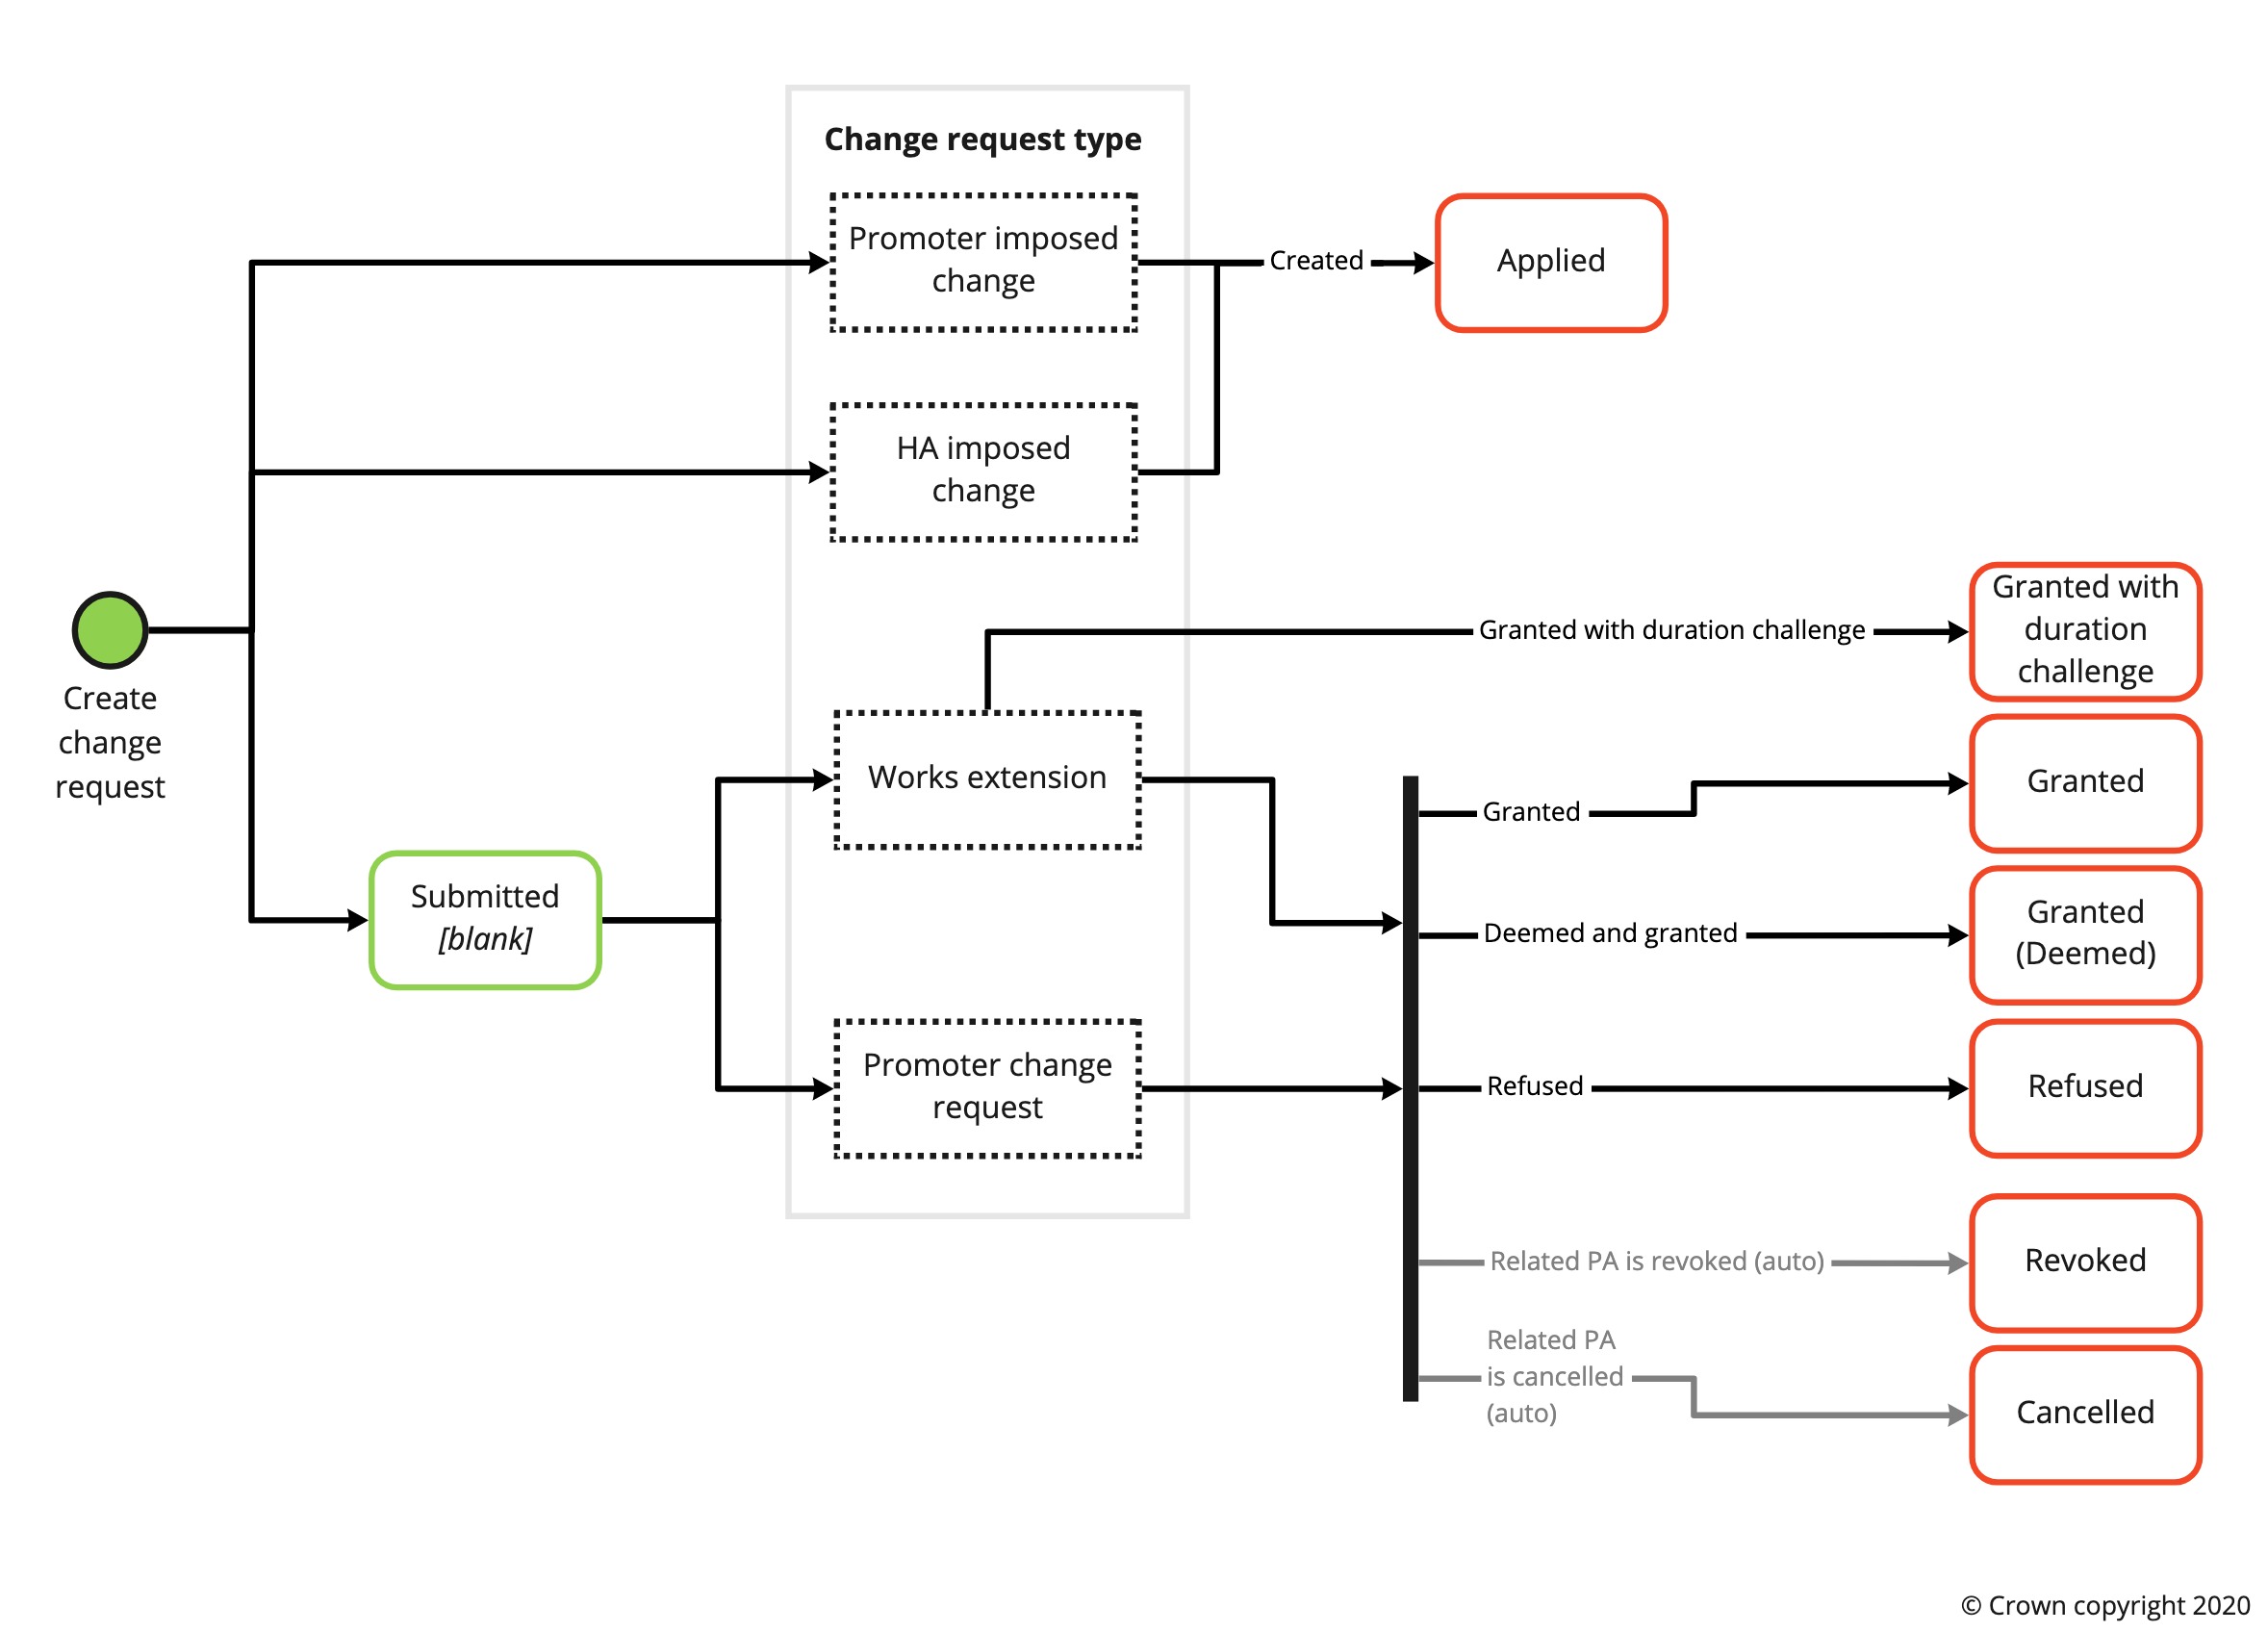 Change request type
Promoter imposed
change
Created
Applied
HA imposed
change
Create
change
request
Granted with duration challenge
Granted with
duration
challenge
Submitted
[blank]
Works extension
Granted
Granted
Deemed and granted
Granted
(Deemed)
Promoter change
request
Refused
Refused
Related PA is revoked (auto)
Revoked
Related PA
is cancelled
(auto)
Cancelled
© Crown copyright 2020